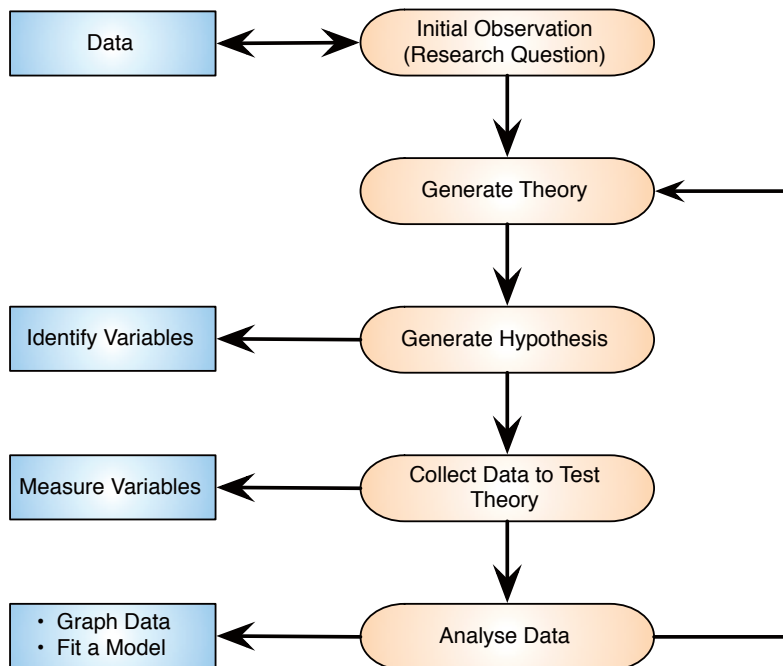 Data
Initial Observation
(Research Question)
Generate Theory
Identify Variables
Generate Hypothesis
Measure Variables
Collect Data to Test
Theory
• Graph Data
• Fit a Model
Analyse Data